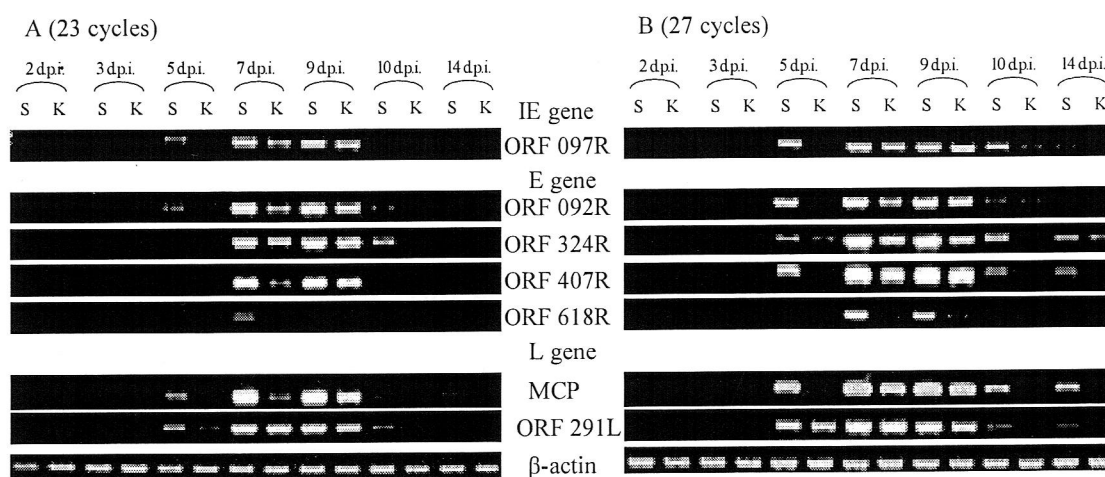 A (23 cycles)
B (27 cycles)
2 d.p.i. 3 d.p.i. 5 d.p.i. 7 d.p.i. 9 d.p.i. 10 d.p.i. 14 d.p.i.
2 d.p.i. 3 d.p.i. 5 d.p.i. 7 d.p.i. 9 d.p.i. 10 d.p.i. 14 d.p.i.
S K S K S K S K S K S K S K
S K S K S K S K S K S K S K
IE gene
ORF 097R
E gene
ORF 092R
ORF 324R
ORF 407R
ORF 618R
L gene
MCP
ORF 291L
β-actin